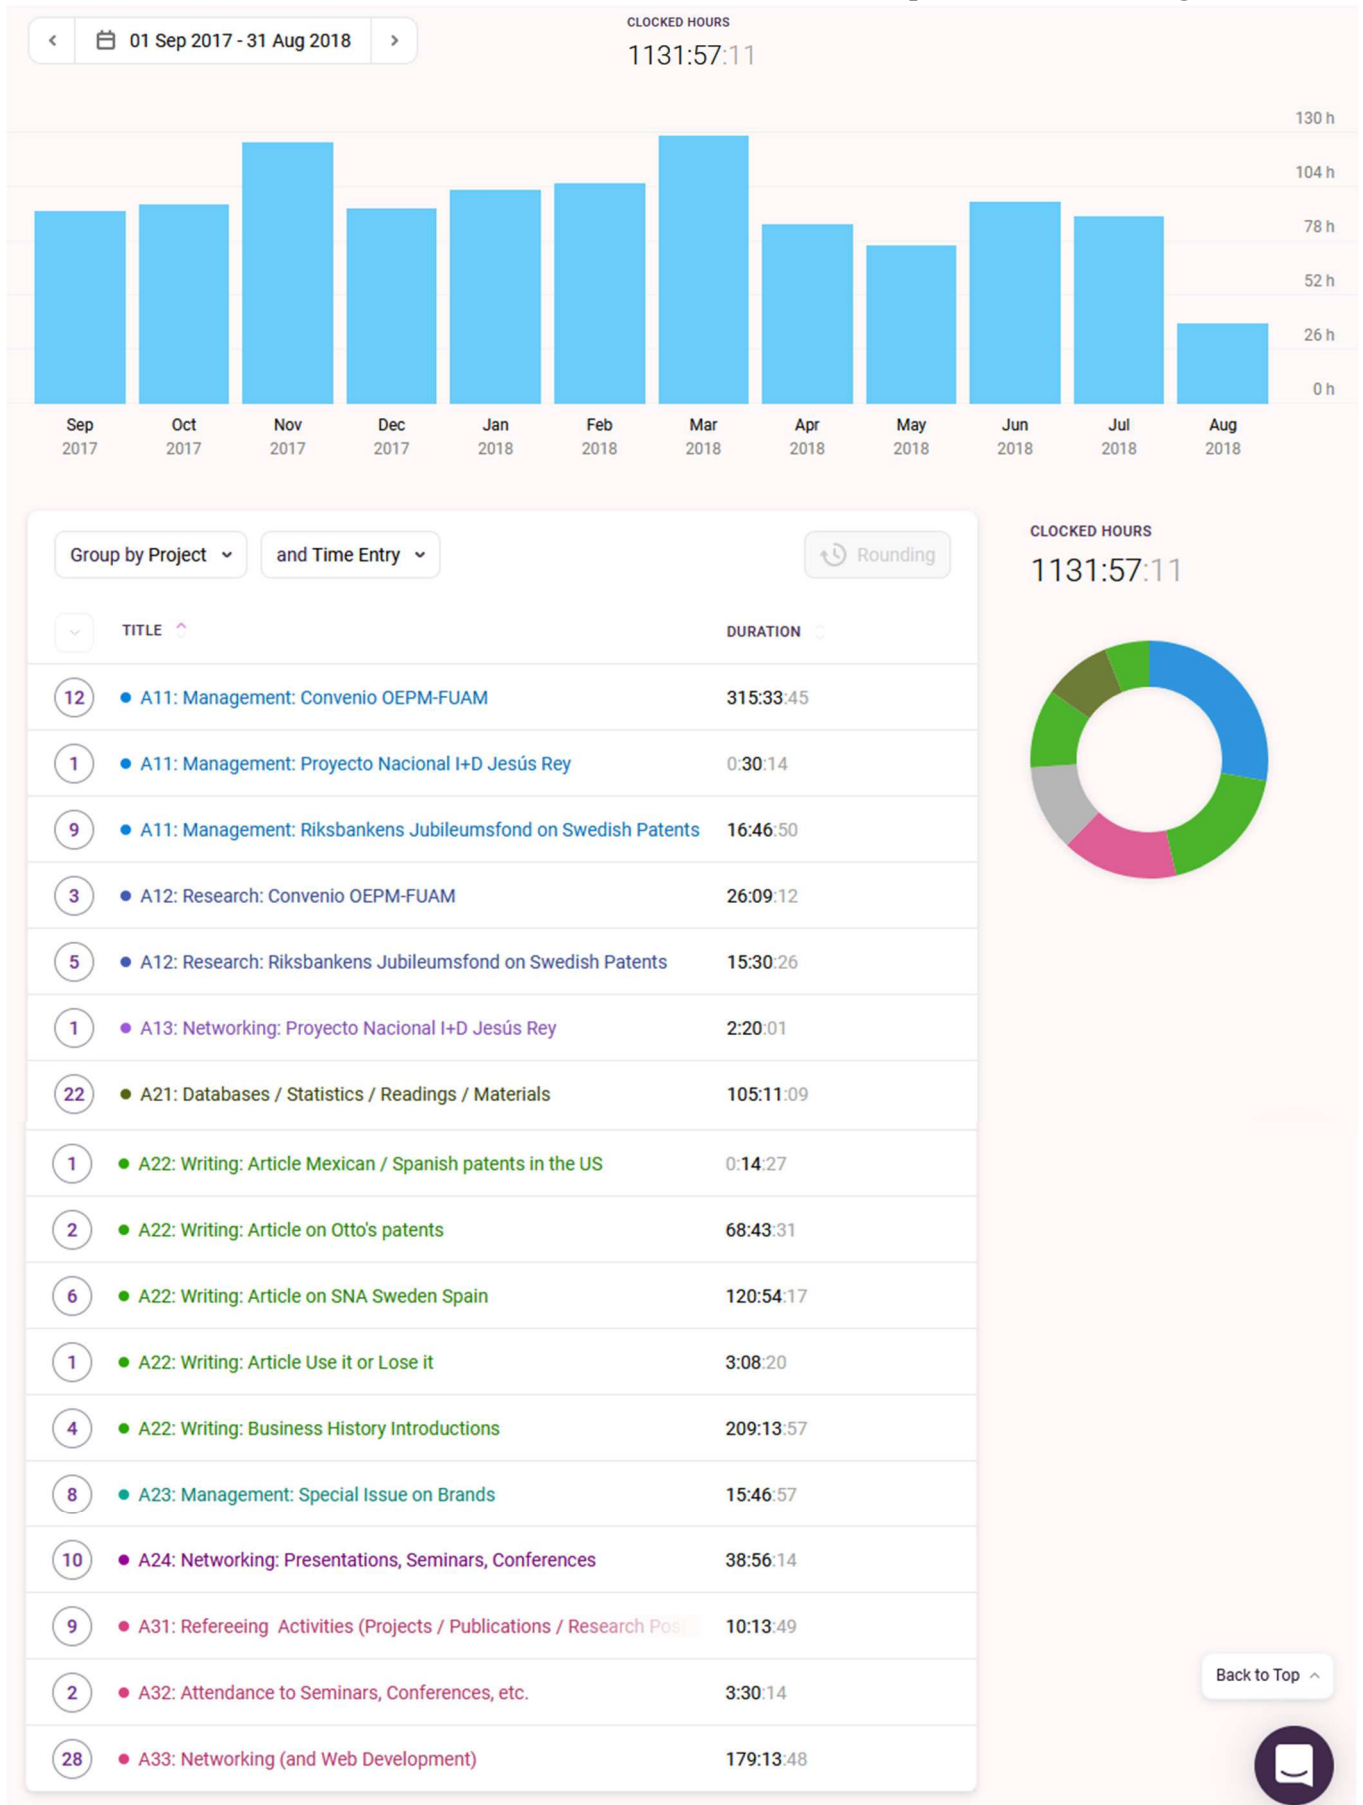 01 Sep 2017 - 31 Aug 2018
CLOCKED HOURS
1131:57:11
130 h
104 h
78 h
52 h
26 h
0 h
Sep Oct Nov Dec Jan Feb Mar Apr May Jun Jul Aug
2017 2017 2017 2017 2018 2018 2018 2018 2018 2018 2018 2018
Group by Project and Time Entry Rounding
CLOCKED HOURS
1131:57:11
TITLE DURATION
12 A11: Management: Convenio OEPM-FUAM 315:33:45
1 A11: Management: Proyecto Nacional I+D Jesús Rey 0:30:14
9 A11: Management: Riksbankens Jubileumsfond on Swedish Patents 16:46:50
3 A12: Research: Convenio OEPM-FUAM 26:09:12
5 A12: Research: Riksbankens Jubileumsfond on Swedish Patents 15:30:26
1 A13: Networking: Proyecto Nacional I+D Jesús Rey 2:20:01
22 A21: Databases / Statistics / Readings / Materials 105:11:09
1 A22: Writing: Article Mexican / Spanish patents in the US 0:14:27
2 A22: Writing: Article on Otto's patents 68:43:31
6 A22: Writing: Article on SNA Sweden Spain 120:54:17
1 A22: Writing: Article Use it or Lose it 3:08:20
4 A22: Writing: Business History Introductions 209:13:57
8 A23: Management: Special Issue on Brands 15:46:57
10 A24: Networking: Presentations, Seminars, Conferences 38:56:14
9 A31: Refereeing Activities (Projects / Publications / Research Pos 10:13:49
2 A32: Attendance to Seminars, Conferences, etc. 3:30:14
28 A33: Networking (and Web Development) 179:13:48
Back to Top